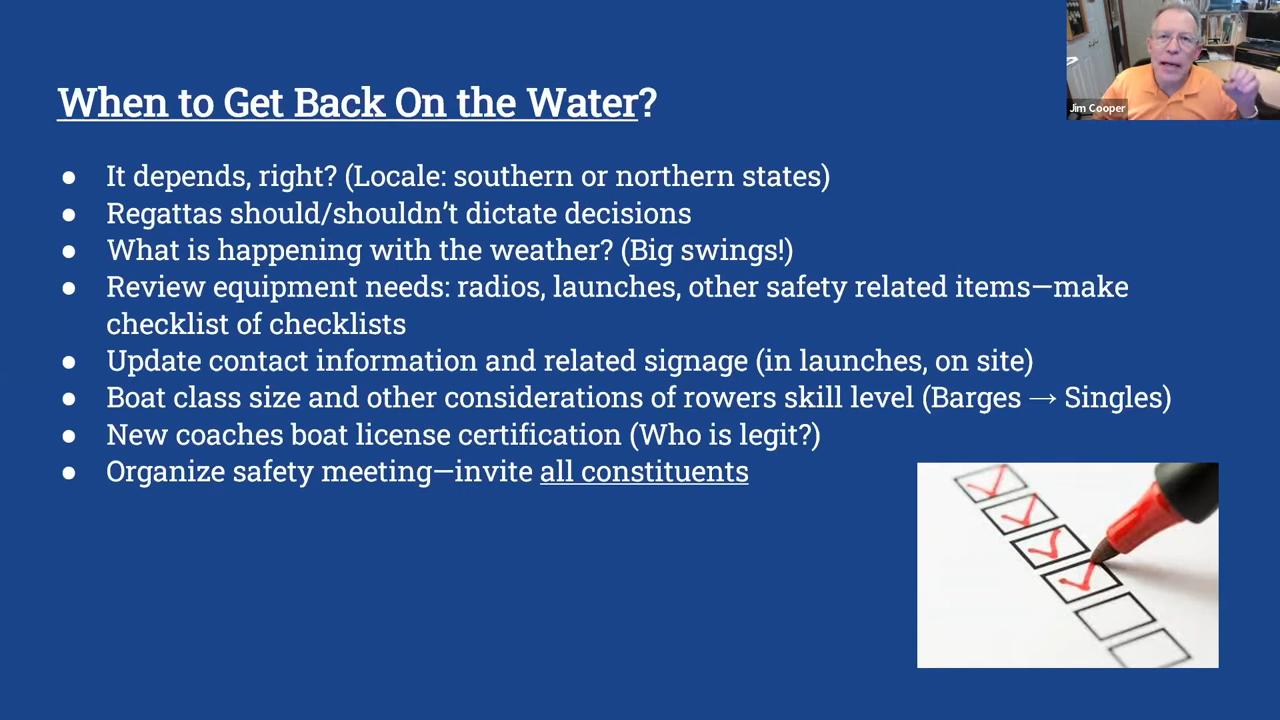 When to Get Back On the Water?
Jim Cooper
● It depends, right? (Locale: southern or northern states)
● Regattas should/shouldn’t dictate decisions
● What is happening with the weather? (Big swings!)
● Review equipment needs: radios, launches, other safety related items—make
checklist of checklists
● Update contact information and related signage (in launches, on site)
● Boat class size and other considerations of rowers skill level (Barges → Singles)
● New coaches boat license certification (Who is legit?)
● Organize safety meeting—invite all constituents